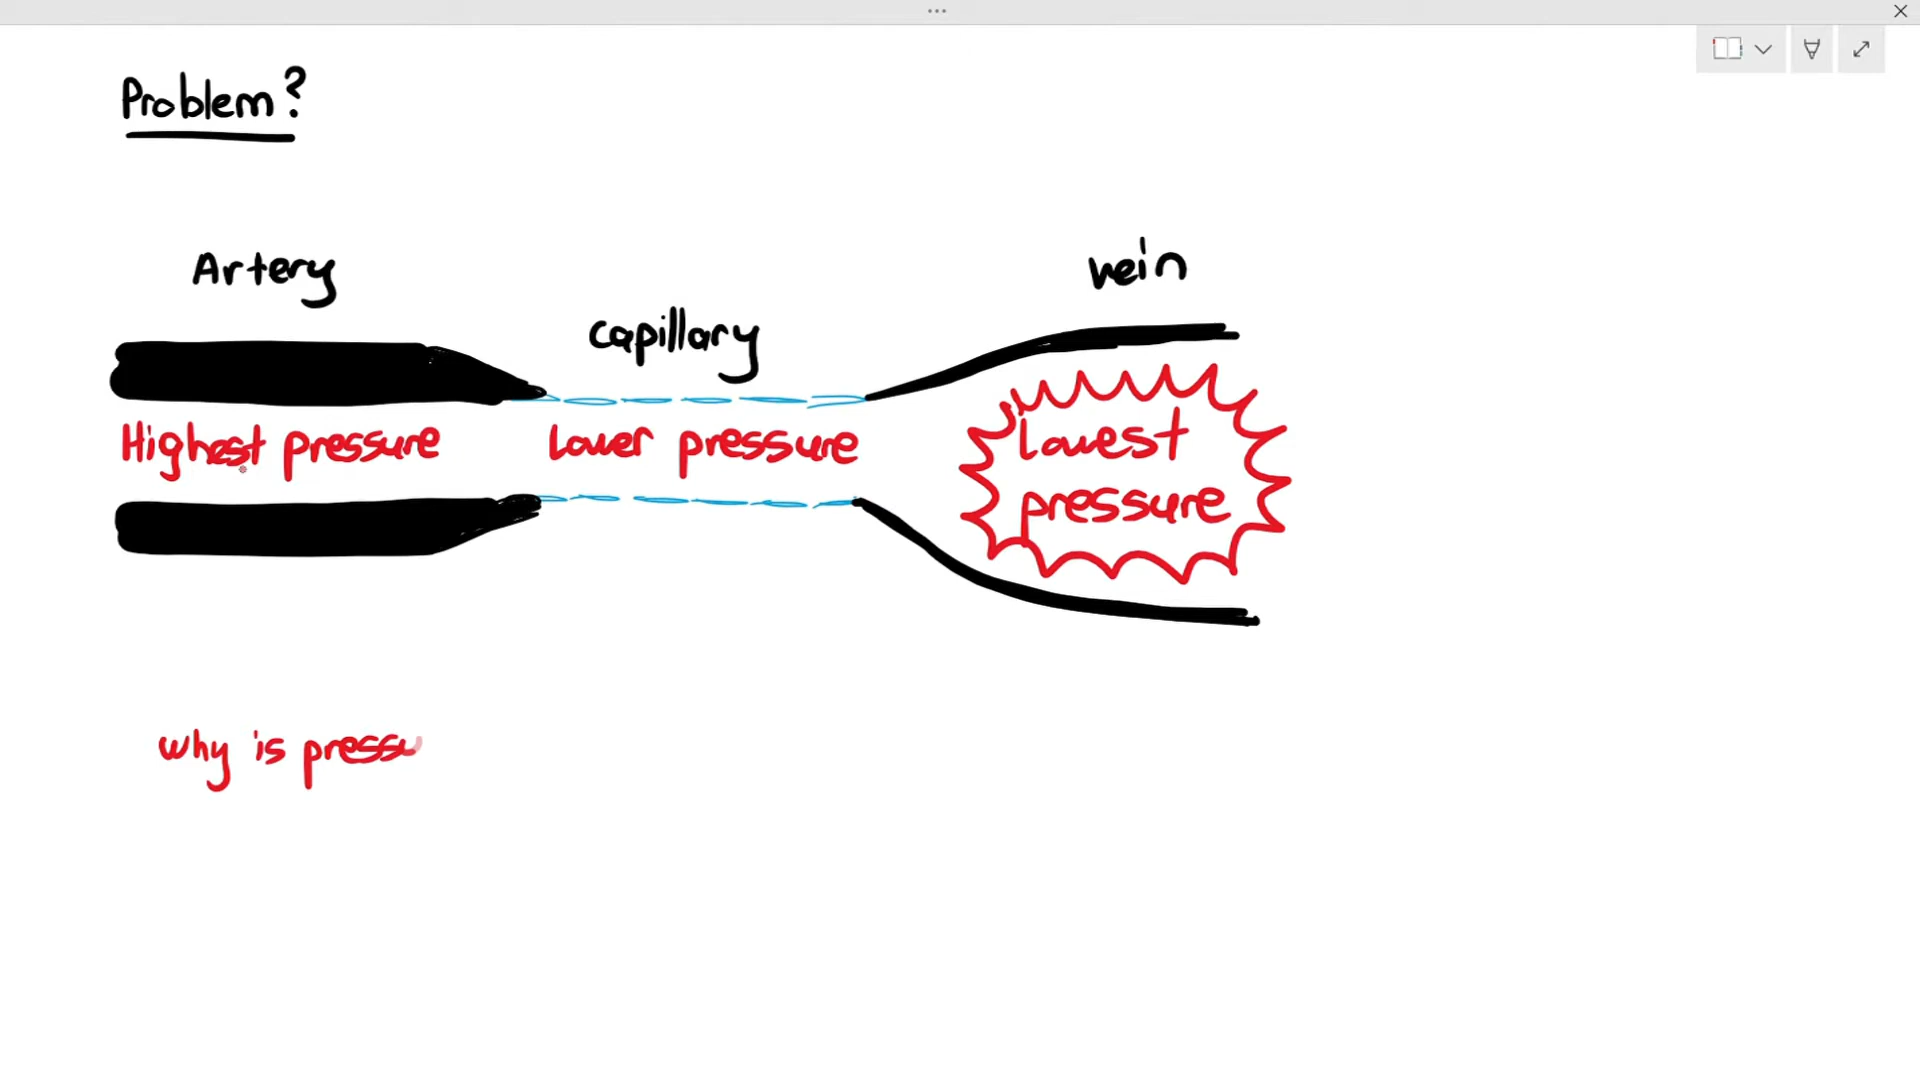 Problem?
Artery
capillary
vein
Highest pressure
Lower pressure
Lowest
pressure
why is pressu